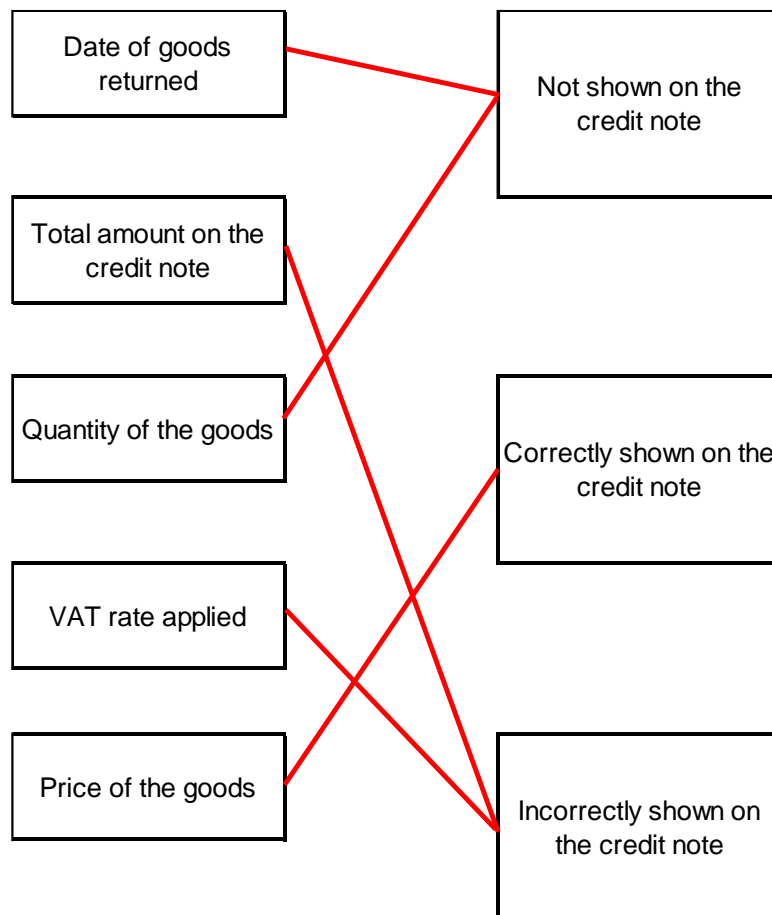 Date of goods
returned
Not shown on the
credit note
Total amount on the
credit note
Quantity of the goods
Correctly shown on the
credit note
VAT rate applied
Price of the goods
Incorrectly shown on
the credit note